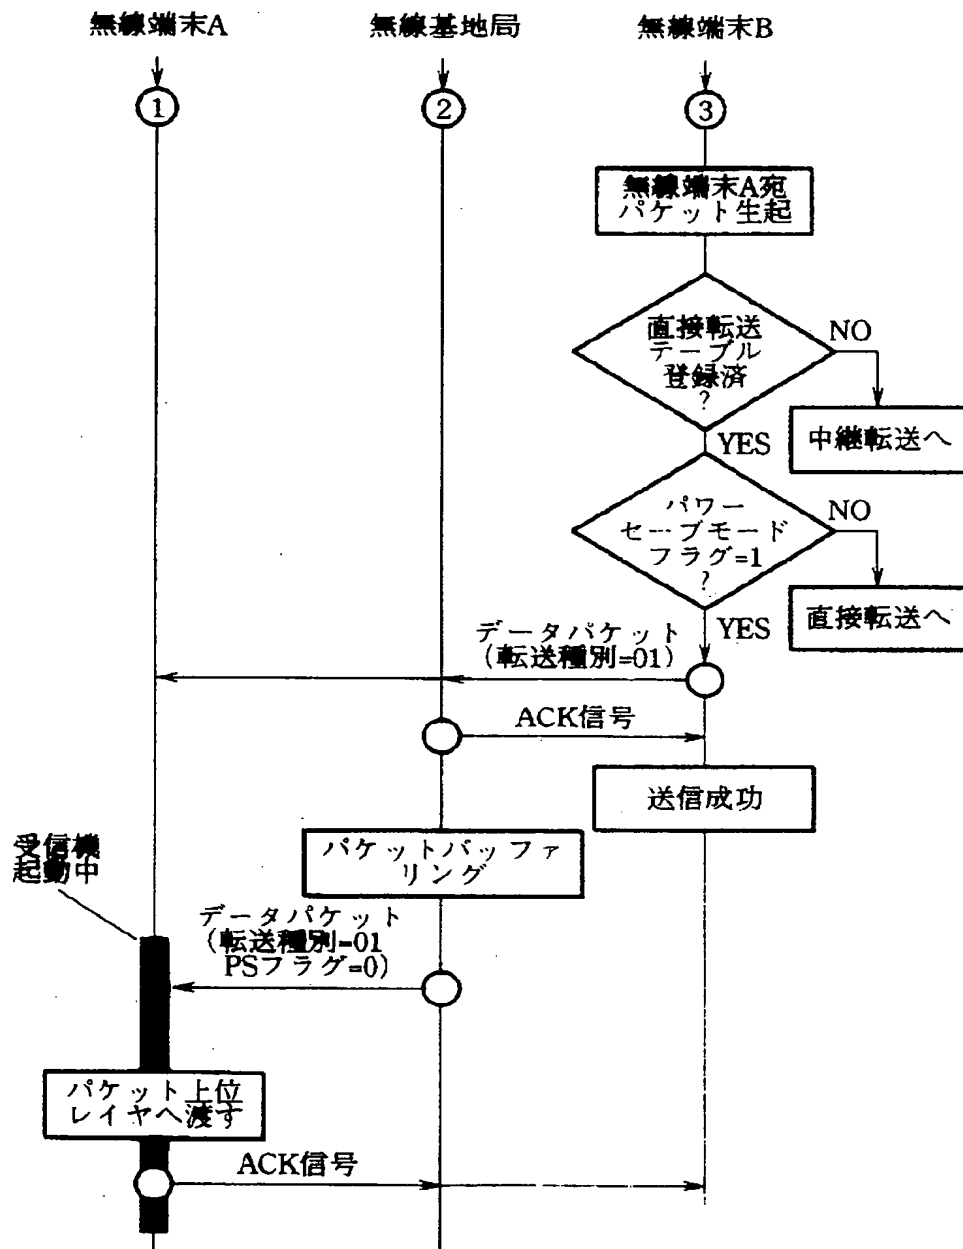 無線端末A
無線基地局
無線端末B
1
2
3
無線端末A宛
パケット生起
直接転送
テーブル
登録済
?
NO
YES
中継転送へ
パワー
セーブモード
フラグ=1
?
NO
YES
直接転送へ
データパケット
(転送種別=01)
ACK信号
送信成功
パケットバッファ
リング
受信機
起動中
データパケット
(転送種別=01
PSフラグ=0)
パケット上位
レイヤへ渡す
ACK信号